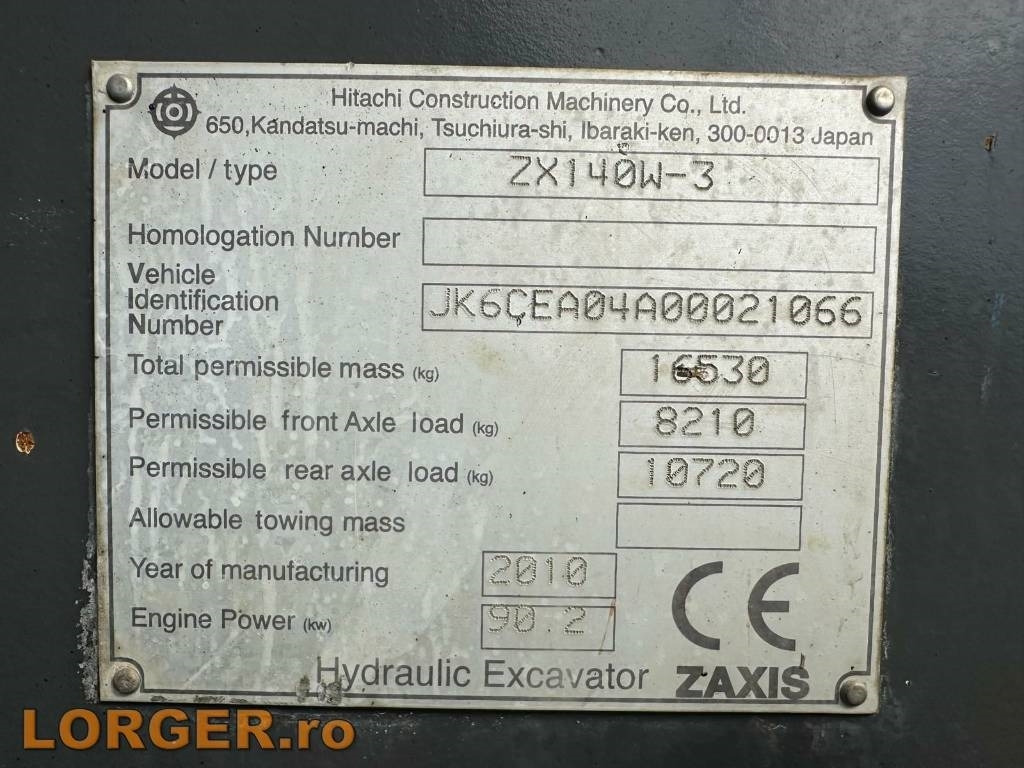 Hitachi Construction Machinery Co., Ltd.
650,Kandatsu-machi, Tsuchiura-shi, Ibaraki-ken, 300-0013 Japan
Model / type ZX140W-3
Homologation Number
Vehicle
Identification
Number JK6CEA04A00021066
Total permissible mass (kg) 16530
Permissible front Axle load (kg) 8210
Permissible rear axle load (kg) 10720
Allowable towing mass
Year of manufacturing 2010
Engine Power (kw) 90.2
CE
Hydraulic Excavator ZAXIS
LORGER.ro